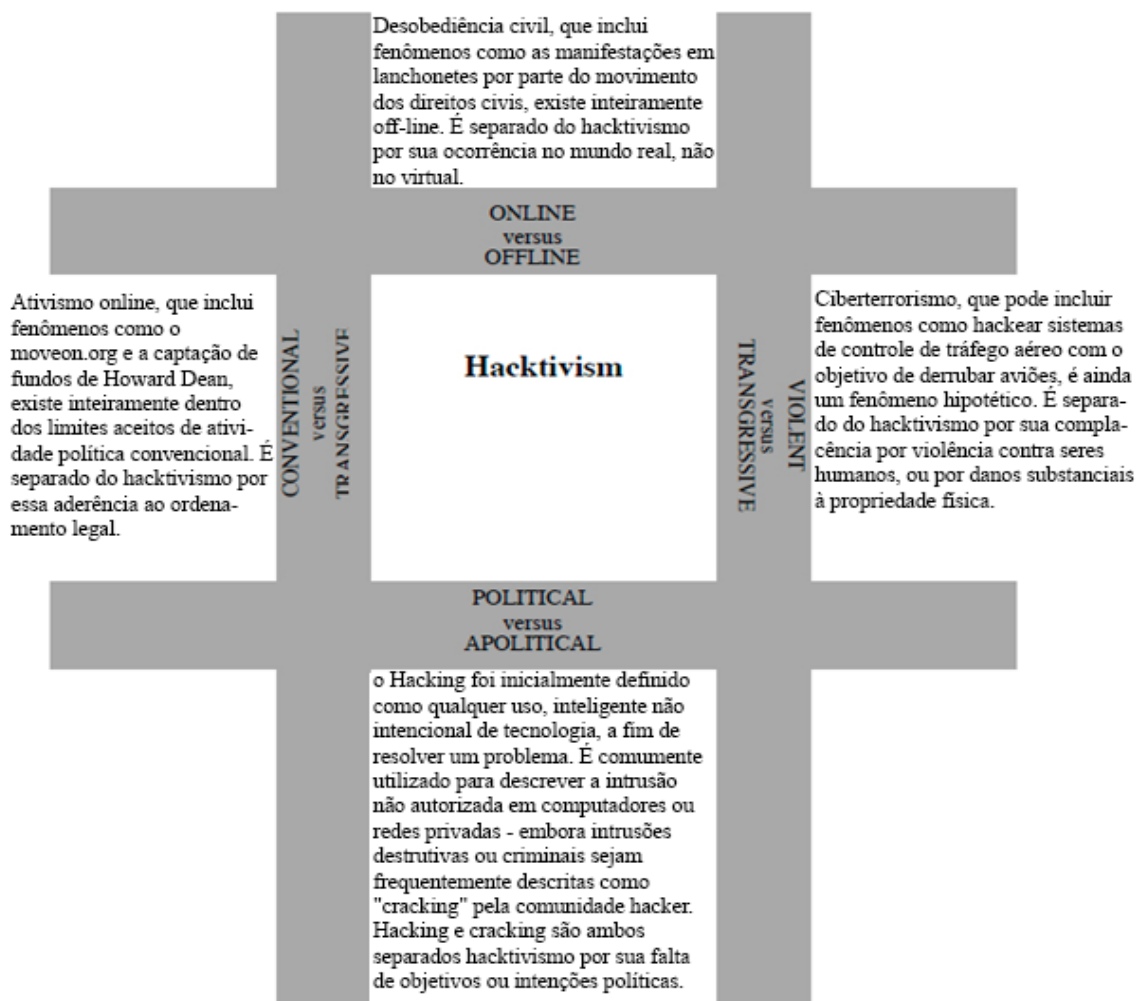 Desobediência civil, que inclui
fenômenos como as manifestações em
lanchonetes por parte do movimento
dos direitos civis, existe inteiramente
off-line. É separado do hacktivismo
por sua ocorrência no mundo real, não
no virtual.
ONLINE
versus
OFFLINE
Ativismo online, que inclui
fenômenos como o
moveon.org e a captação de
fundos de Howard Dean,
existe inteiramente dentro
dos limites aceitos de ativi-
dade política convencional. É
separado do hacktivismo por
essa aderência ao ordena-
mento legal.
CONVENTIONAL
versus
TRANSGRESSIVE
Hacktivism
VIOLENT
versus
TRANSGRESSIVE
Ciberterrorismo, que pode incluir
fenômenos como hackear sistemas
de controle de tráfego aéreo com o
objetivo de derrubar aviões, é ainda
um fenômeno hipotético. É separa-
do do hacktivismo por sua compla-
cência por violência contra seres
humanos, ou por danos substanciais
à propriedade física.
POLITICAL
versus
APOLITICAL
o Hacking foi inicialmente definido
como qualquer uso, inteligente não
intencional de tecnologia, a fim de
resolver um problema. É comumente
utilizado para descrever a intrusão
não autorizada em computadores ou
redes privadas - embora intrusões
destrutivas ou criminais sejam
frequentemente descritas como
"cracking" pela comunidade hacker.
Hacking e cracking são ambos
separados hacktivismo por sua falta
de objetivos ou intenções políticas.